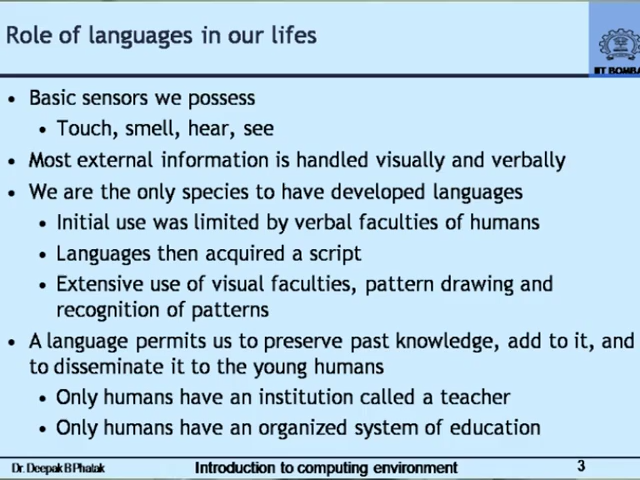 Role of languages in our lifes
IIT BOMBA
• Basic sensors we possess
• Touch, smell, hear, see
• Most external information is handled visually and verbally
• We are the only species to have developed languages
• Initial use was limited by verbal faculties of humans
• Languages then acquired a script
• Extensive use of visual faculties, pattern drawing and
recognition of patterns
• A language permits us to preserve past knowledge, add to it, and
to disseminate it to the young humans
• Only humans have an institution called a teacher
• Only humans have an organized system of education
Dr. Deepak B Phatak Introduction to computing environment 3